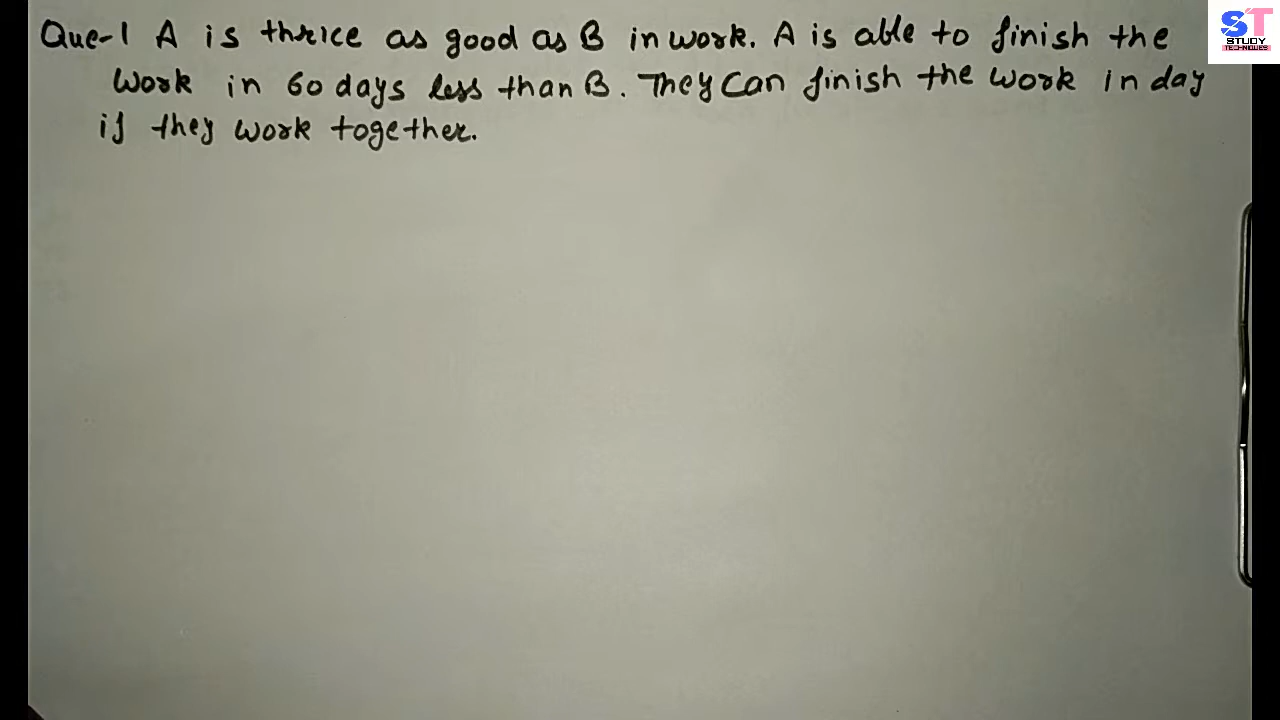 Que-1 A is thrice as good as B in work. A is able to finish the
work in 60 days less than B. They can finish the work in day
if they work together.
ST
STUDY
TECHNIQUES